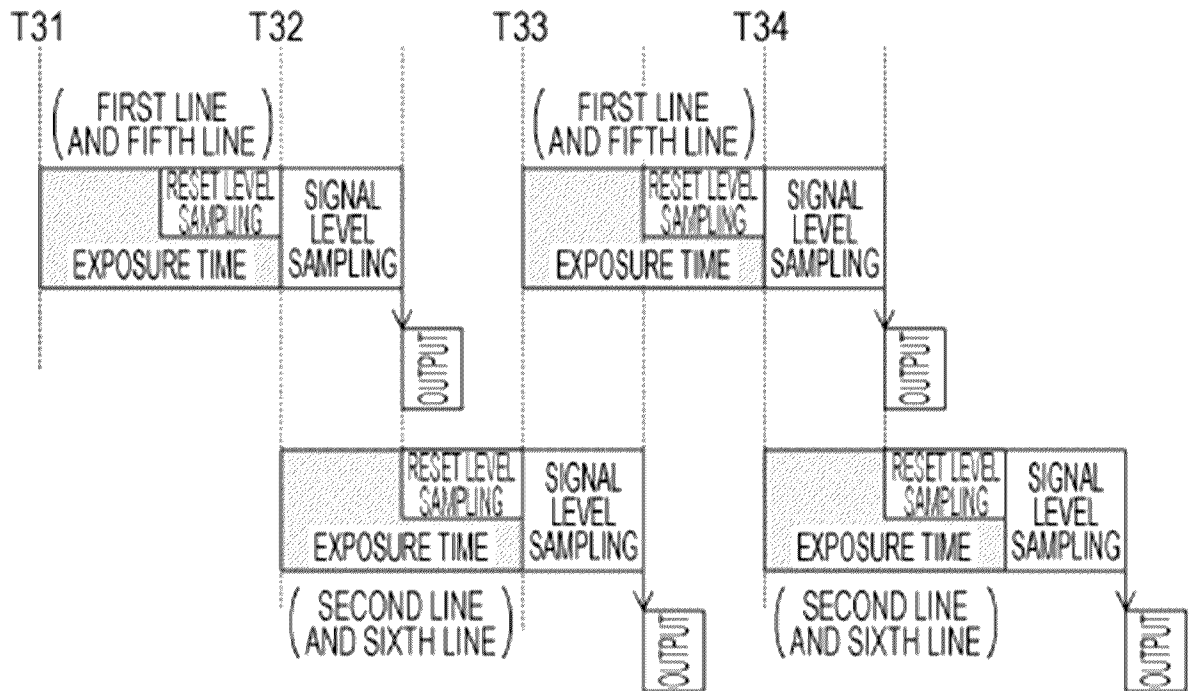 T31 T32 T33 T34
(FIRST LINE
AND FIFTH LINE)
RESET LEVEL
SAMPLING
EXPOSURE TIME
SIGNAL
LEVEL
SAMPLING
OUTPUT
(FIRST LINE
AND FIFTH LINE)
RESET LEVEL
SAMPLING
EXPOSURE TIME
SIGNAL
LEVEL
SAMPLING
OUTPUT
RESET LEVEL
SAMPLING
EXPOSURE TIME
SIGNAL
LEVEL
SAMPLING
(SECOND LINE
AND SIXTH LINE)
OUTPUT
RESET LEVEL
SAMPLING
EXPOSURE TIME
SIGNAL
LEVEL
SAMPLING
(SECOND LINE
AND SIXTH LINE)
OUTPUT